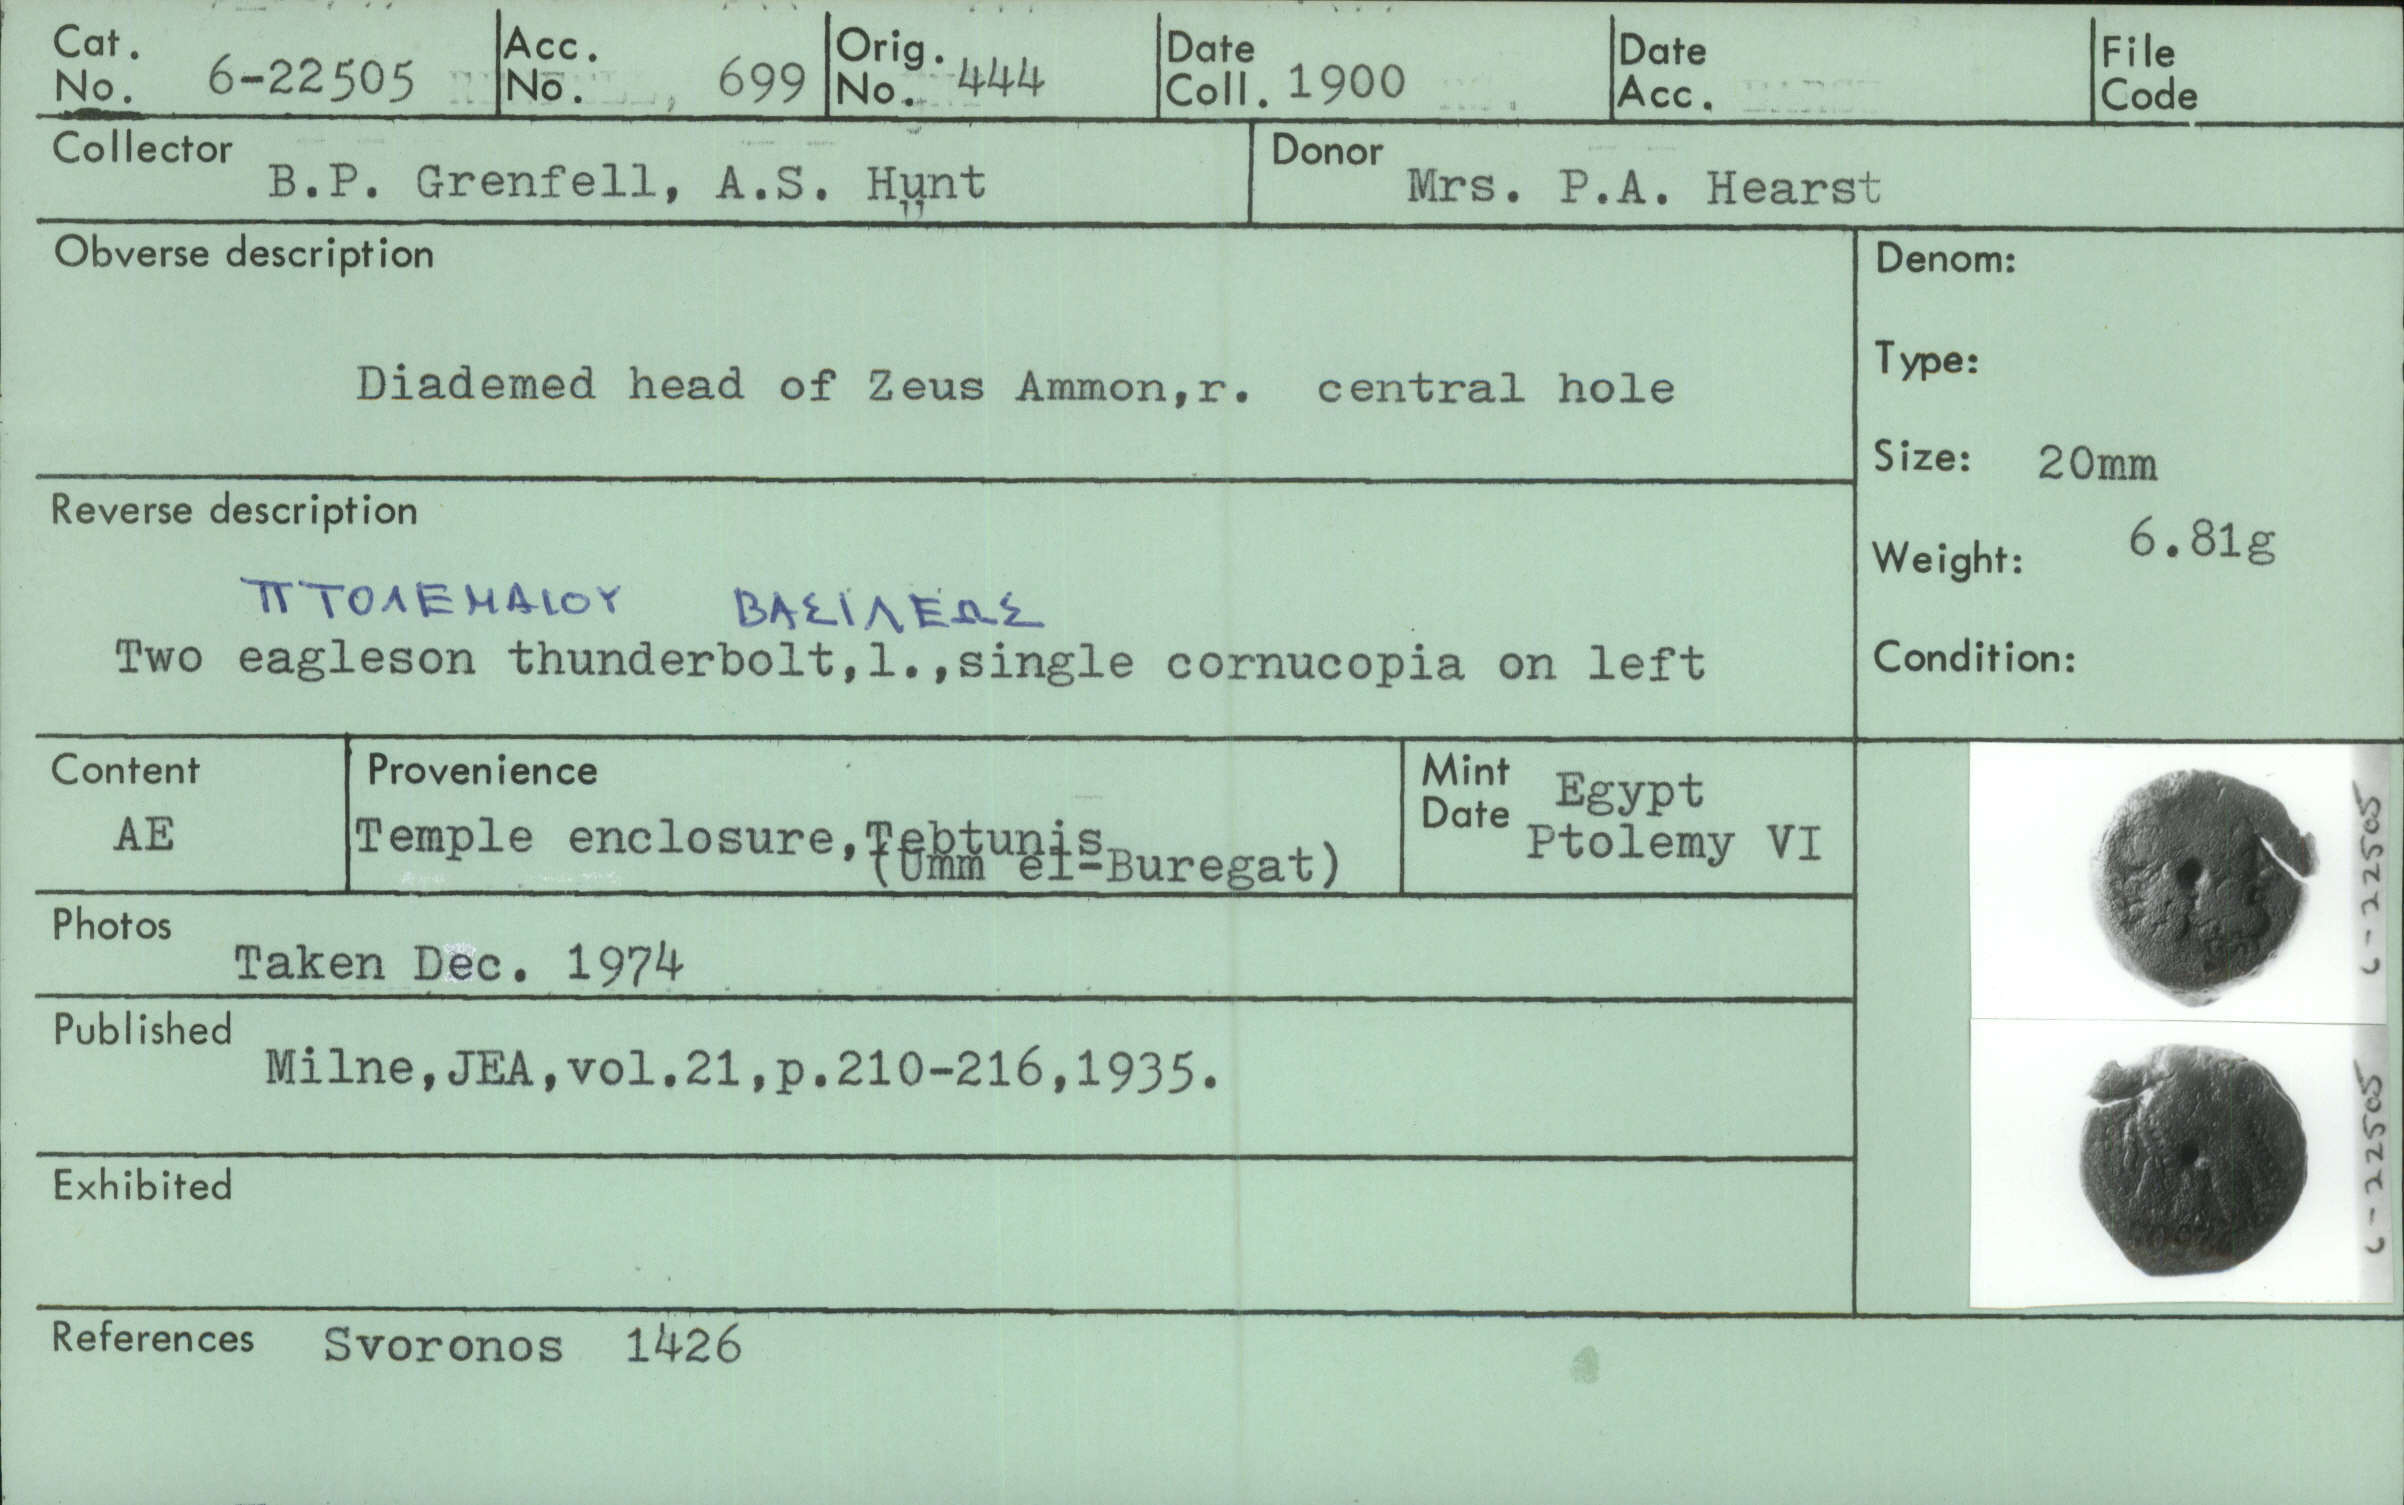 Cat. No. 6-22505 Acc. No. 699 Orig. No. 444 Date Coll. 1900 Date Acc. File Code
Collector B.P. Grenfell, A.S. Hunt Donor Mrs. P.A. Hearst
Obverse description
Diademed head of Zeus Ammon,r. central hole
Denom:
Type:
Size: 20mm
Weight: 6.81g
Condition:
Reverse description
ΠΤΟΛΕΜΑΙΟΥ ΒΑΣΙΛΕΩΣ
Two eagleson thunderbolt,l.,single cornucopia on left
Content
AE
Provenience
Temple enclosure,Tebtunis
(Umm el-Buregat)
Mint Egypt
Date Ptolemy VI
6-22505
6-22505
Photos
Taken Dec. 1974
Published
Milne,JEA,vol.21,p.210-216,1935.
Exhibited
References Svoronos 1426